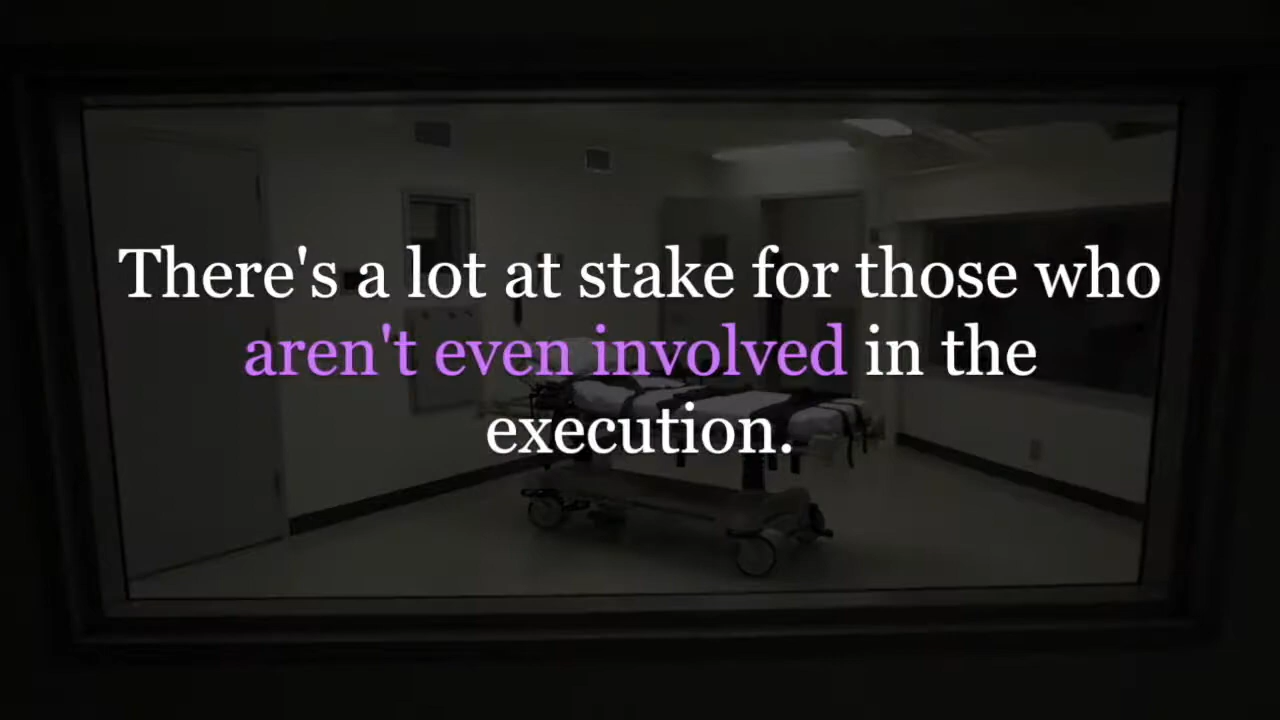 There's a lot at stake for those who
aren't even involved in the
execution.